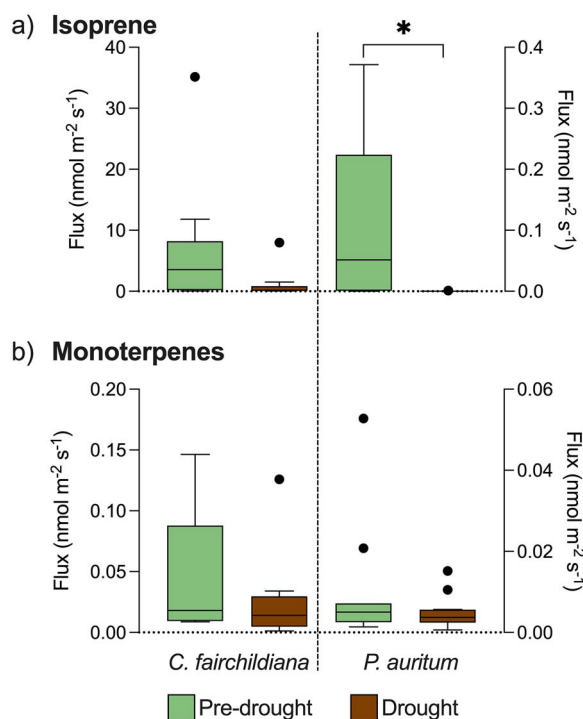 a) Isoprene
40
30
20
10
0
Flux (nmol m-2 s-1)
*
0.4
0.3
0.2
0.1
0.0
Flux (nmol m-2 s-1)
b) Monoterpenes
0.20
0.15
0.10
0.05
0.00
Flux (nmol m-2 s-1)
0.06
0.04
0.02
0.00
Flux (nmol m-2 s-1)
C. fairchildiana P. auritum
Pre-drought Drought